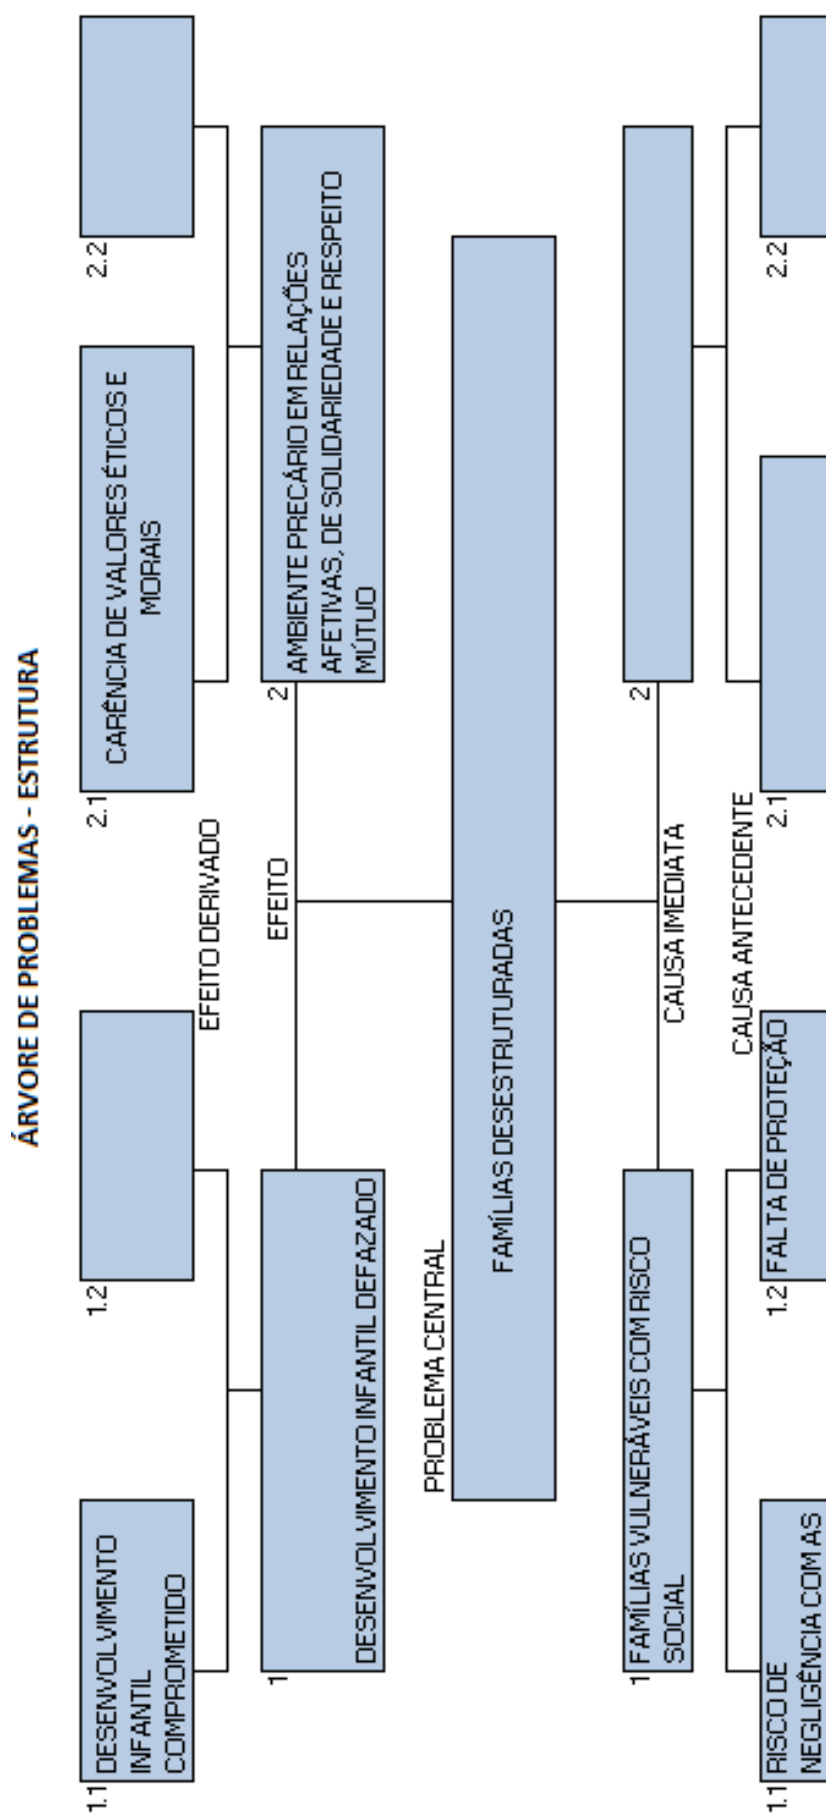 ÁRVORE DE PROBLEMAS - ESTRUTURA
1.1
DESENVOLVIMENTO
INFANTIL
COMPROMETIDO
1.2
2.1
CARÊNCIA DE VALORES ÉTICOS E
MORAIS
2.2
EFEITO DERIVADO
1
DESENVOLVIMENTO INFANTIL DEFAZADO
EFEITO
2
AMBIENTE PRECÁRIO EM RELAÇÕES
AFETIVAS, DE SOLIDARIEDADE E RESPEITO
MÚTUO
PROBLEMA CENTRAL
FAMÍLIAS DESESTRUTURADAS
1
FAMÍLIAS VULNERÁVEIS COM RISCO
SOCIAL
CAUSA IMEDIATA
2
CAUSA ANTECEDENTE
1.1
RISCO DE
NEGLIGÊNCIA COM AS
1.2
FALTA DE PROTEÇÃO
2.1
2.2